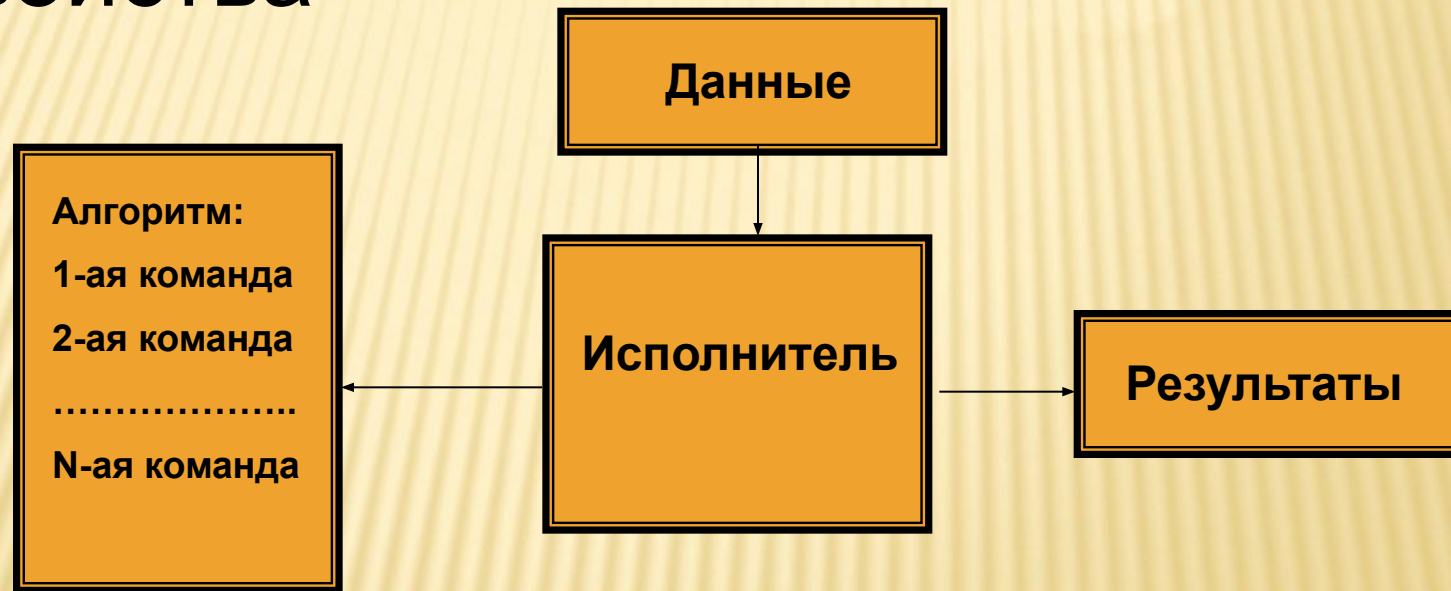 Данные
Алгоритм:
1-ая команда
2-ая команда
…………………..
N-ая команда
Исполнитель
Результаты